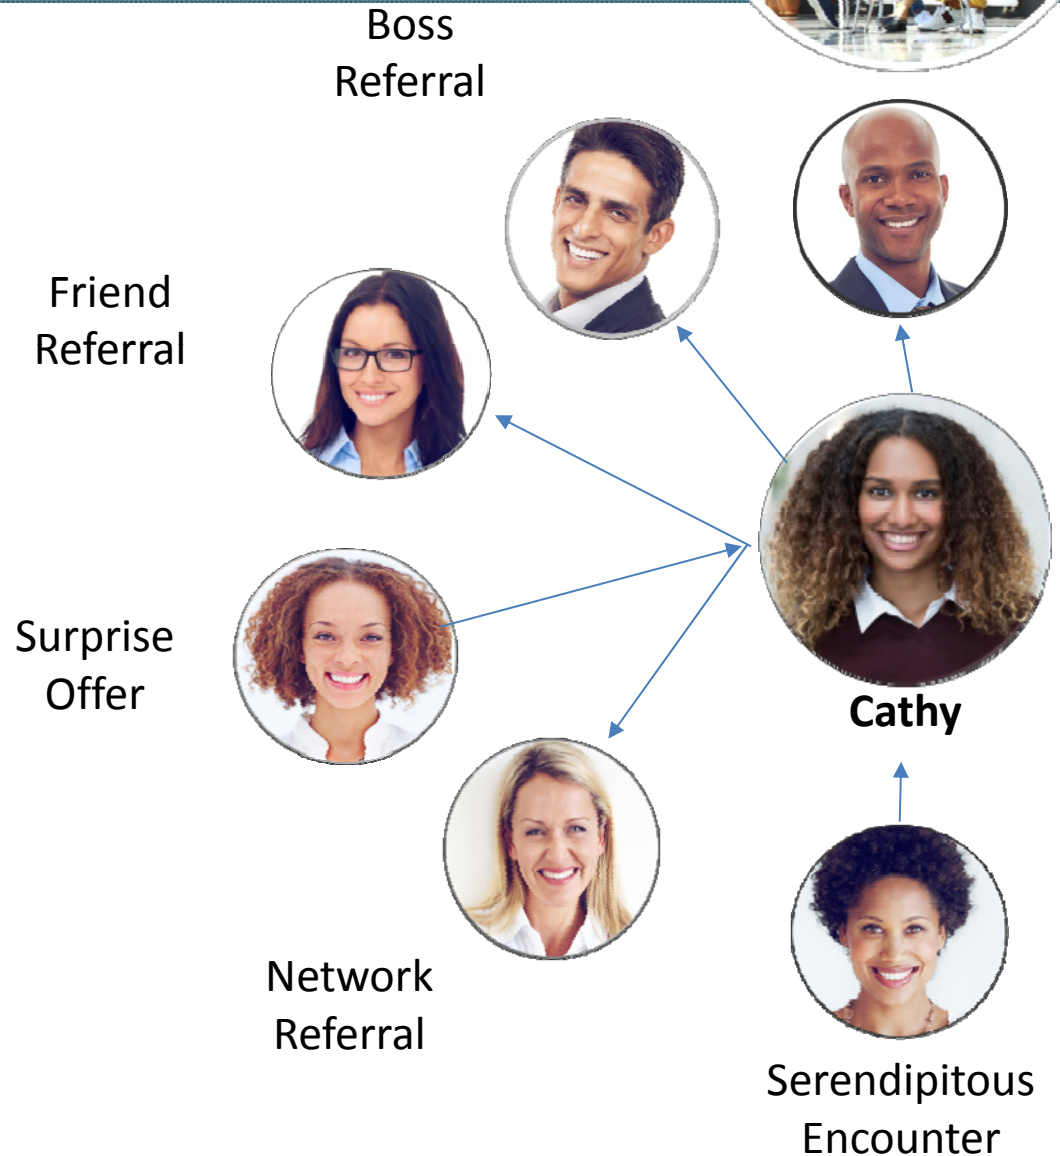 Boss
Referral
Friend
Referral
Surprise
Offer
Cathy
Network
Referral
Serendipitous
Encounter